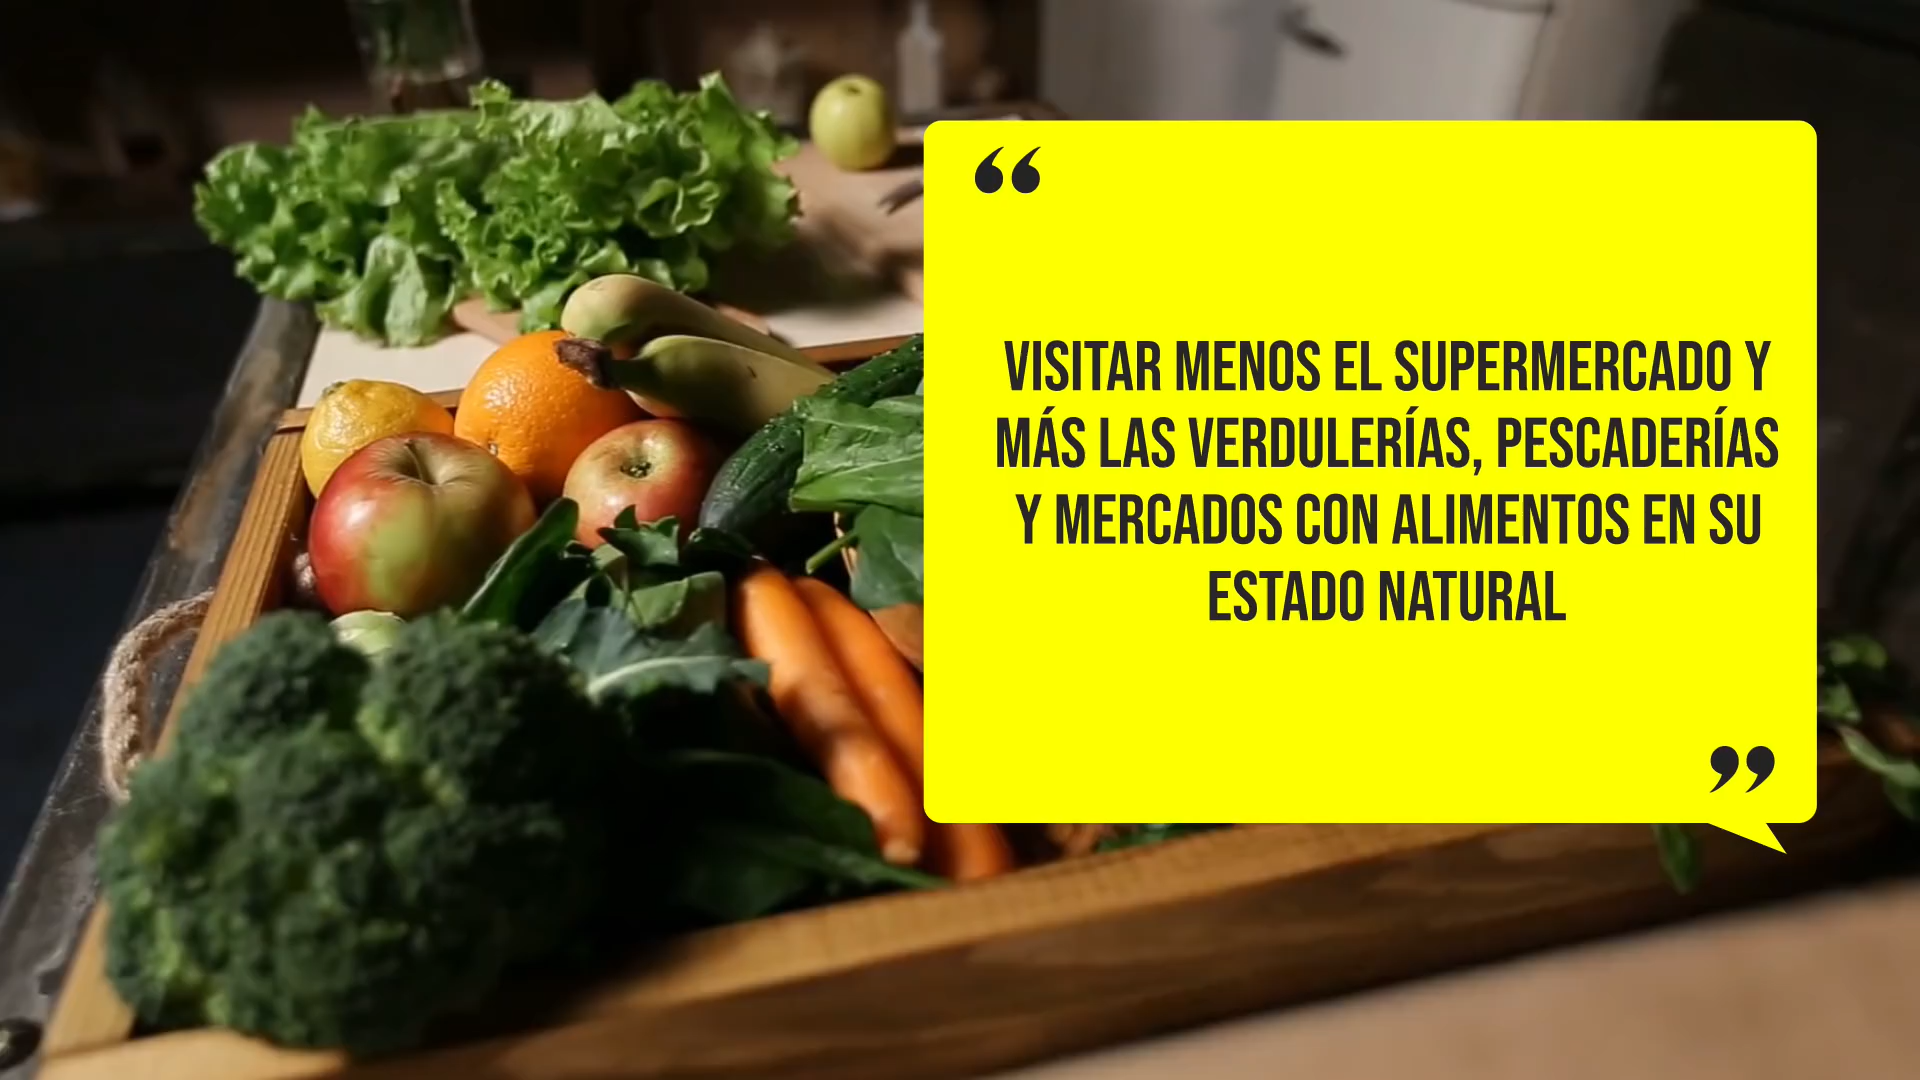 “
VISITAR MENOS EL SUPERMERCADO Y
MÁS LAS VERDULERÍAS, PESCADERÍAS
Y MERCADOS CON ALIMENTOS EN SU
ESTADO NATURAL
”